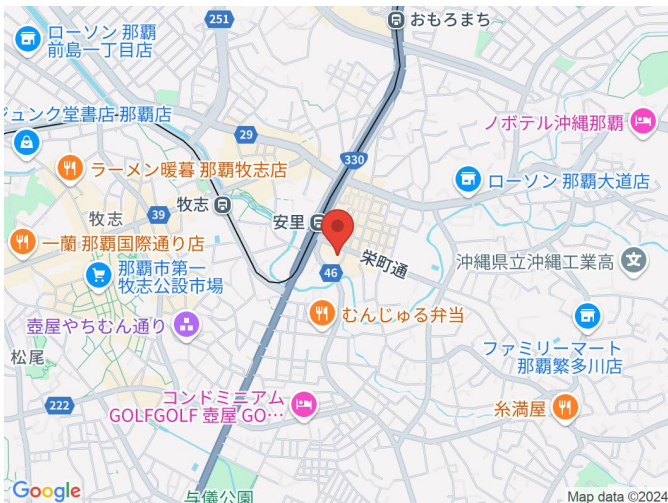 251
おもろまち
ローソン 那覇
前島一丁目店
ジュンク堂書店 那覇店
29
330
ノボテル沖縄那覇
ラーメン暖暮 那覇牧志店
ローソン 那覇大道店
牧志
39
牧志
安里
一蘭 那覇国際通り店
栄町通
沖縄県立沖縄工業高
那覇市第一
牧志公設市場
46
壺屋やちむん通り
むんじゅる弁当
松尾
ファミリーマート
那覇繁多川店
222
コンドミニアム
GOLFGOLF 壺屋 GO…
糸満屋
Google
与儀公園
Map data ©2024